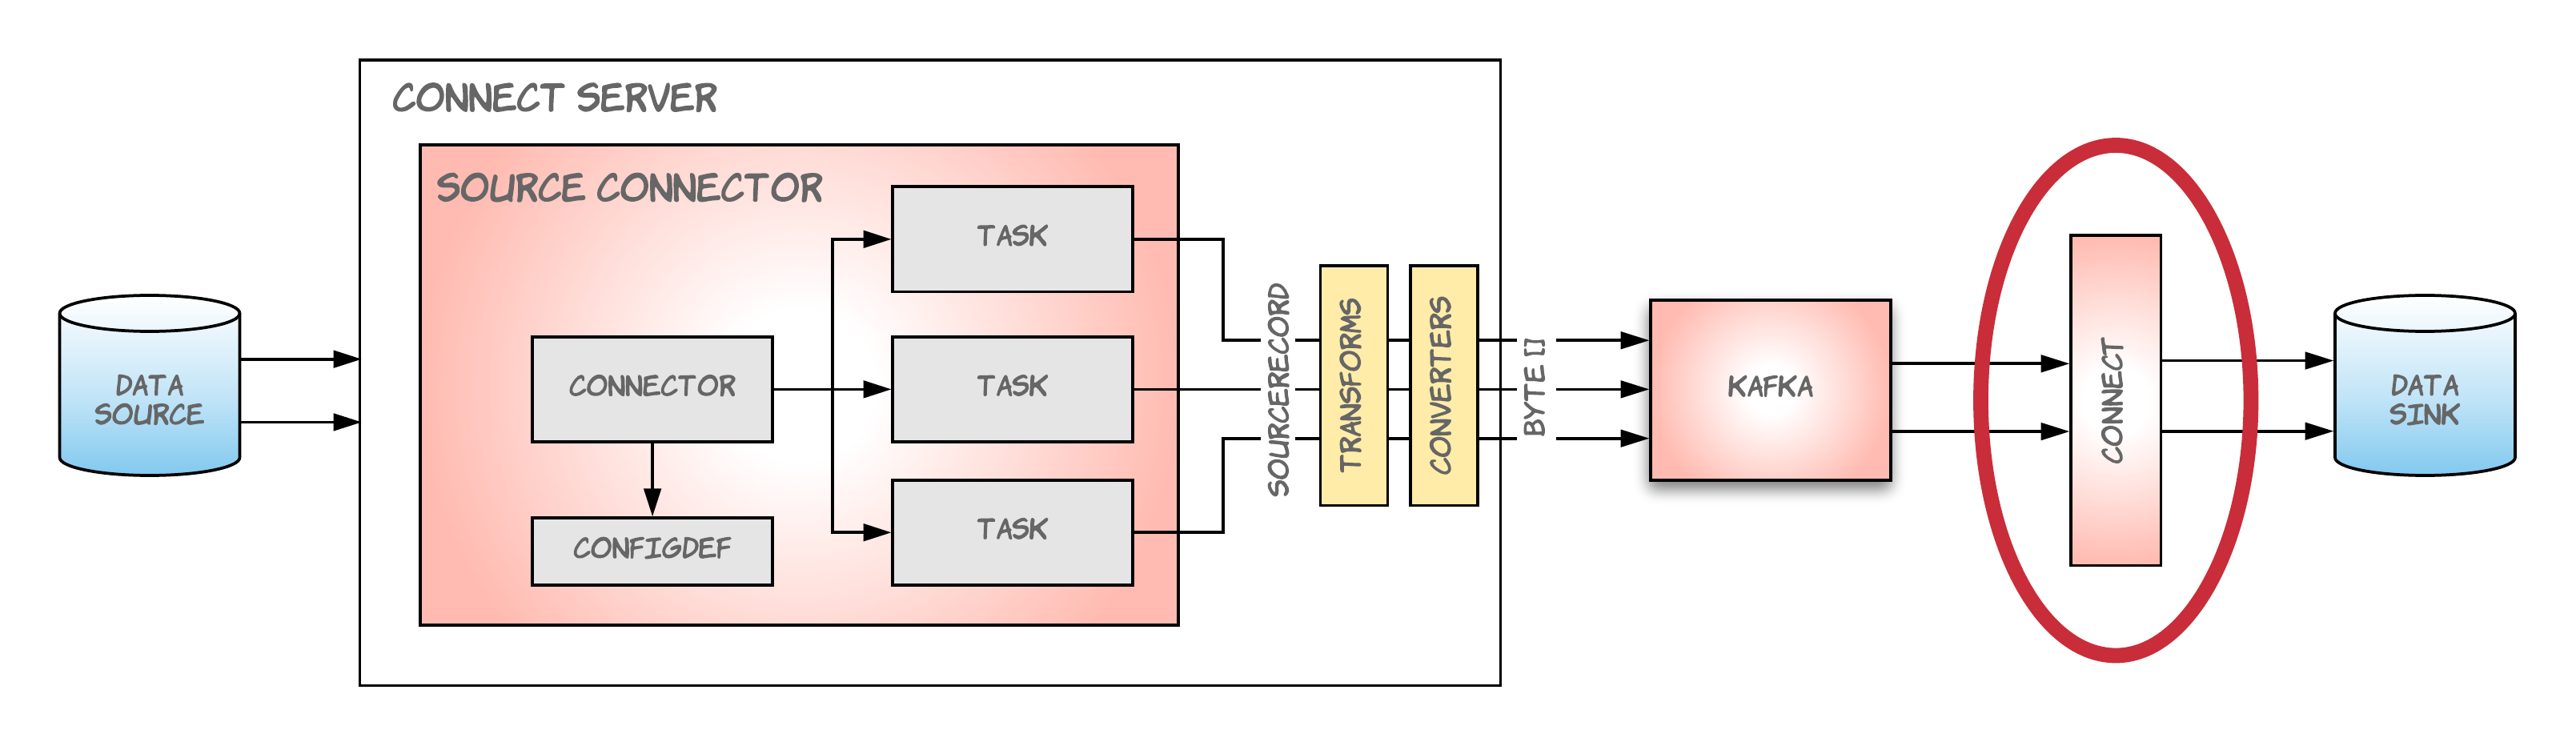 CONNECT SERVER
SOURCE CONNECTOR
DATA
SOURCE
CONNECTOR
CONFIGDEF
TASK
TASK
TASK
SOURCERECORD
TRANSFORMS
CONVERTERS
BYTE []
KAFKA
CONNECT
DATA
SINK